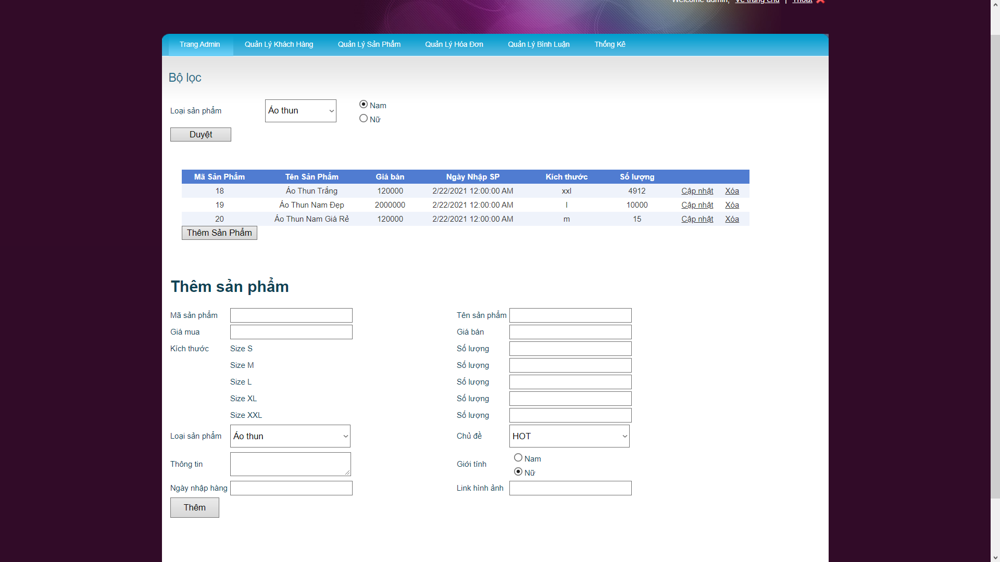 Welcome admin, Về trang chủ | Thoát
Trang Admin Quản Lý Khách Hàng Quản Lý Sản Phẩm Quản Lý Hóa Đơn Quản Lý Bình Luận Thống Kê
Bộ lọc
Loại sản phẩm Áo thun Nam
Nữ
Duyệt
Mã Sản Phẩm Tên Sản Phẩm Giá bán Ngày Nhập SP Kích thước Số lượng
18 Áo Thun Trắng 120000 2/22/2021 12:00:00 AM xxl 4912 Cập nhật Xóa
19 Áo Thun Nam Đẹp 2000000 2/22/2021 12:00:00 AM l 10000 Cập nhật Xóa
20 Áo Thun Nam Giá Rẻ 120000 2/22/2021 12:00:00 AM m 15 Cập nhật Xóa
Thêm Sản Phẩm
Thêm sản phẩm
Mã sản phẩm Tên sản phẩm
Giá mua Giá bán
Kích thước Size S Số lượng
Size M Số lượng
Size L Số lượng
Size XL Số lượng
Size XXL Số lượng
Loại sản phẩm Áo thun Chủ đề HOT
Thông tin Giới tính Nam
Nữ
Ngày nhập hàng Link hình ảnh
Thêm